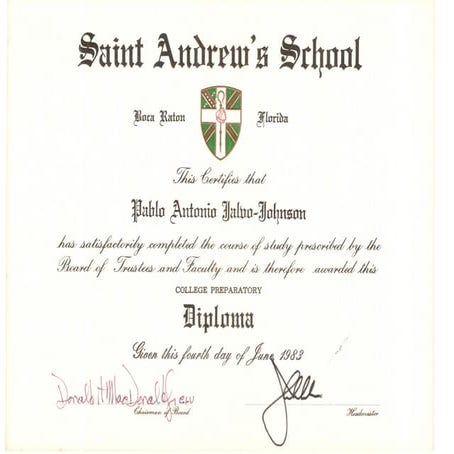 Saint Andrew's School
Boca Raton Florida
This Certifies that
Pablo Antonio Jalvo-Johnson
has satisfactorily completed the course of study prescribed by the
Board of Trustees and Faculty and is therefore awarded this
COLLEGE PREPARATORY
Diploma
Given this fourth day of June 1983
Donald H MacDonald
Chairman of Board Headmaster